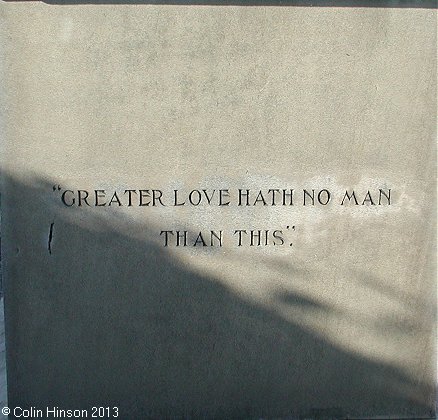 "GREATER LOVE HATH NO MAN
THAN THIS".
© Colin Hinson 2013